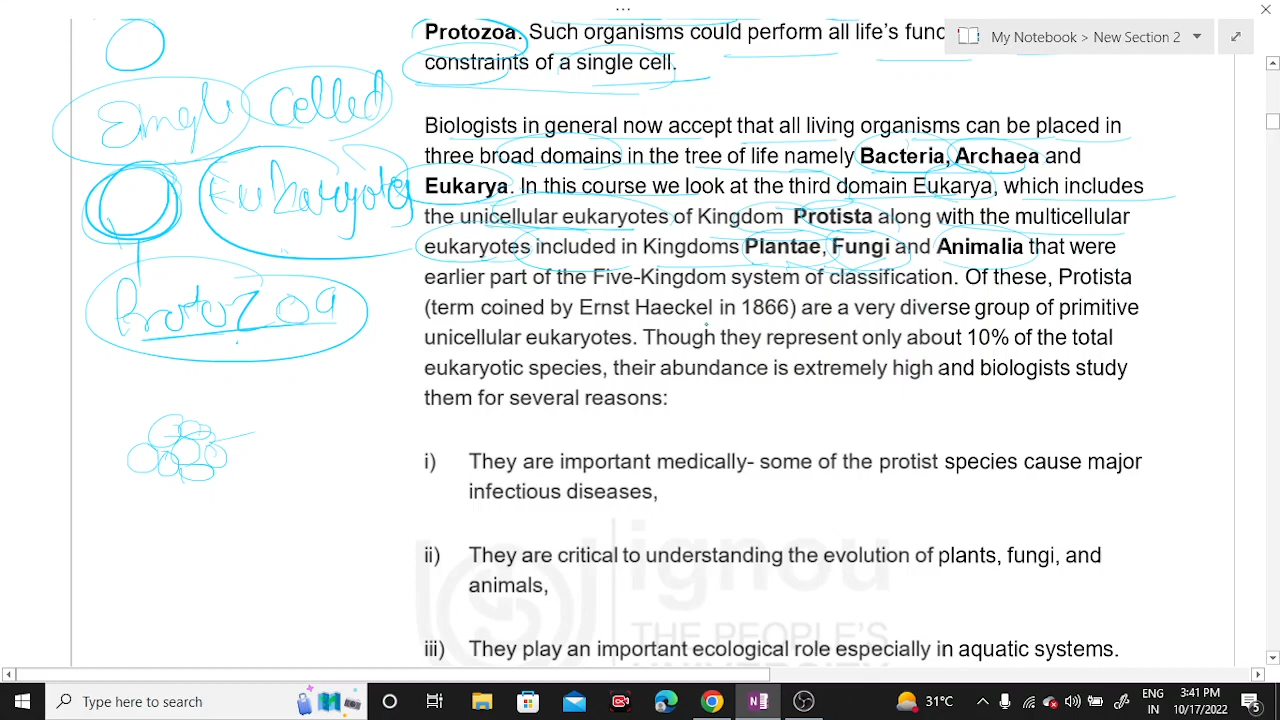 ...
Protozoa. Such organisms could perform all life's func
My Notebook > New Section 2
constraints of a single cell.
Single Celled
Biologists in general now accept that all living organisms can be placed in
three broad domains in the tree of life namely Bacteria, Archaea and
Eukarya. In this course we look at the third domain Eukarya, which includes
Eukaryotes
the unicellular eukaryotes of Kingdom Protista along with the multicellular
eukaryotes included in Kingdoms Plantae, Fungi and Animalia that were
earlier part of the Five-Kingdom system of classification. Of these, Protista
Protozoa
(term coined by Ernst Haeckel in 1866) are a very diverse group of primitive
unicellular eukaryotes. Though they represent only about 10% of the total
eukaryotic species, their abundance is extremely high and biologists study
them for several reasons:
i) They are important medically- some of the protist species cause major
infectious diseases,
ii) They are critical to understanding the evolution of plants, fungi, and
animals,
iii) They play an important ecological role especially in aquatic systems.
ignou
THE PEOPLE'S
UNIVERSITY
Type here to search
31°C
ENG
IN
3:41 PM
10/17/2022
5